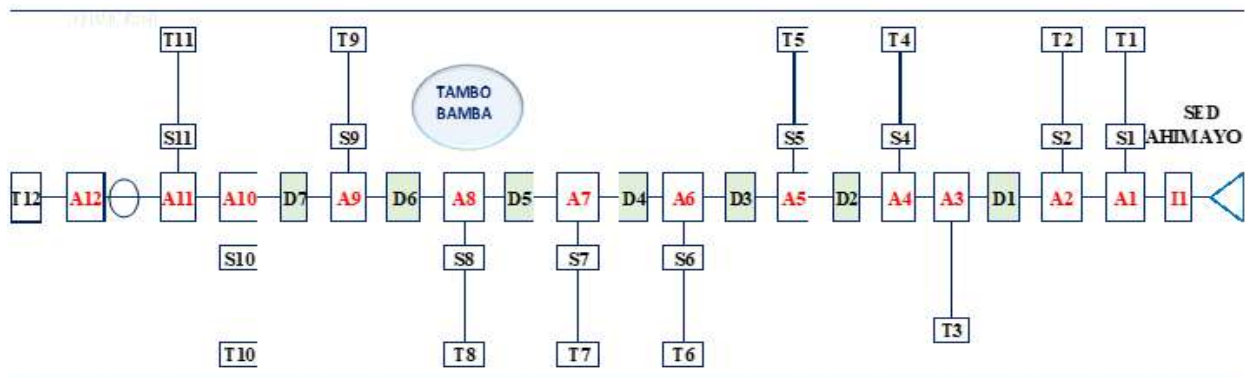 T11 T9 T5 T4 T2 T1
TAMBO
BAMBA
SED
S11 S9 S5 S4 S2 S1 AHIMAYO
T12 A12 A11 A10 D7 A9 D6 A8 D5 A7 D4 A6 D3 A5 D2 A4 A3 D1 A2 A1 I1
S10 S8 S7 S6
T3
T10 T8 T7 T6